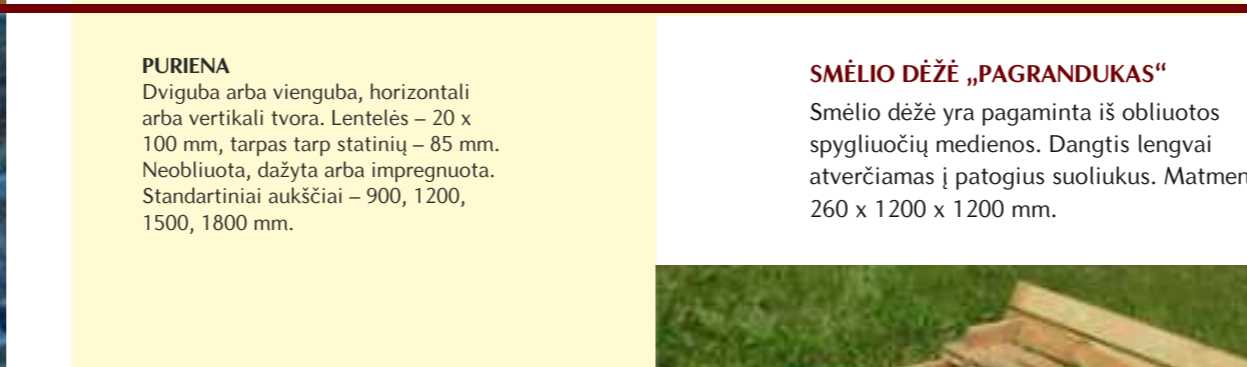 PURIENA
Dviguba arba vienguba, horizontali
arba vertikali tvora. Lentelės – 20 x
100 mm, tarpas tarp statinių – 85 mm.
Neobliuota, dažyta arba impregnuota.
Standartiniai aukščiai – 900, 1200,
1500, 1800 mm.
SMĖLIO DĖŽĖ „PAGRANDUKAS“
Smėlio dėžė yra pagaminta iš obliuotos
spygliuočių medienos. Dangtis lengvai
atverčiamas į patogius suoliukus. Matmen
260 x 1200 x 1200 mm.